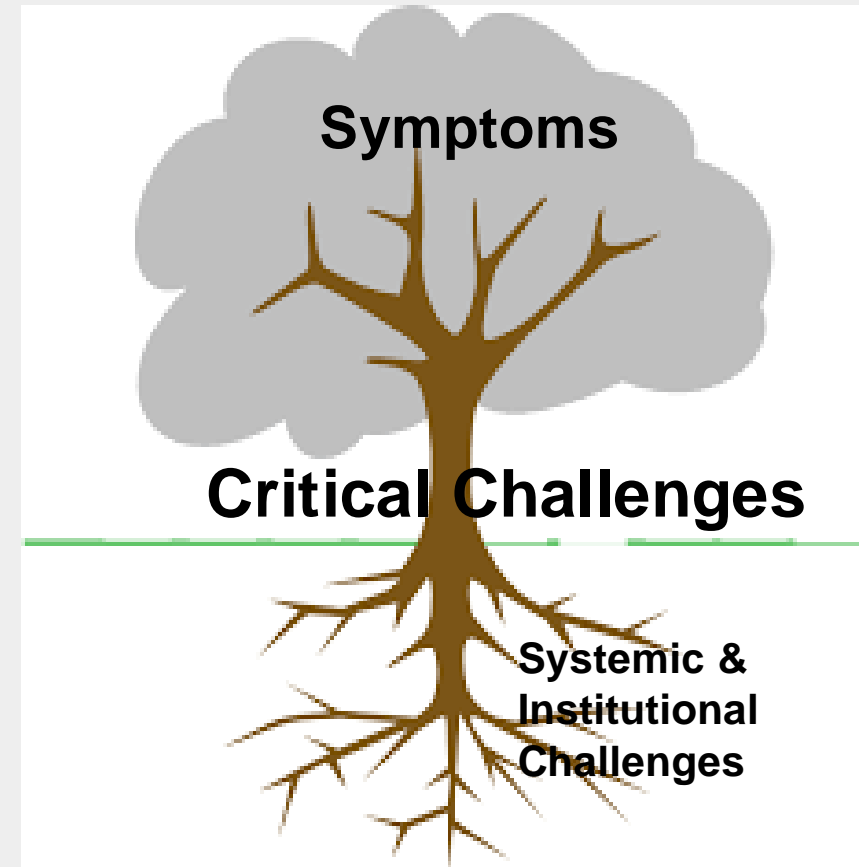 Symptoms
Critical Challenges
Systemic &
Institutional
Challenges